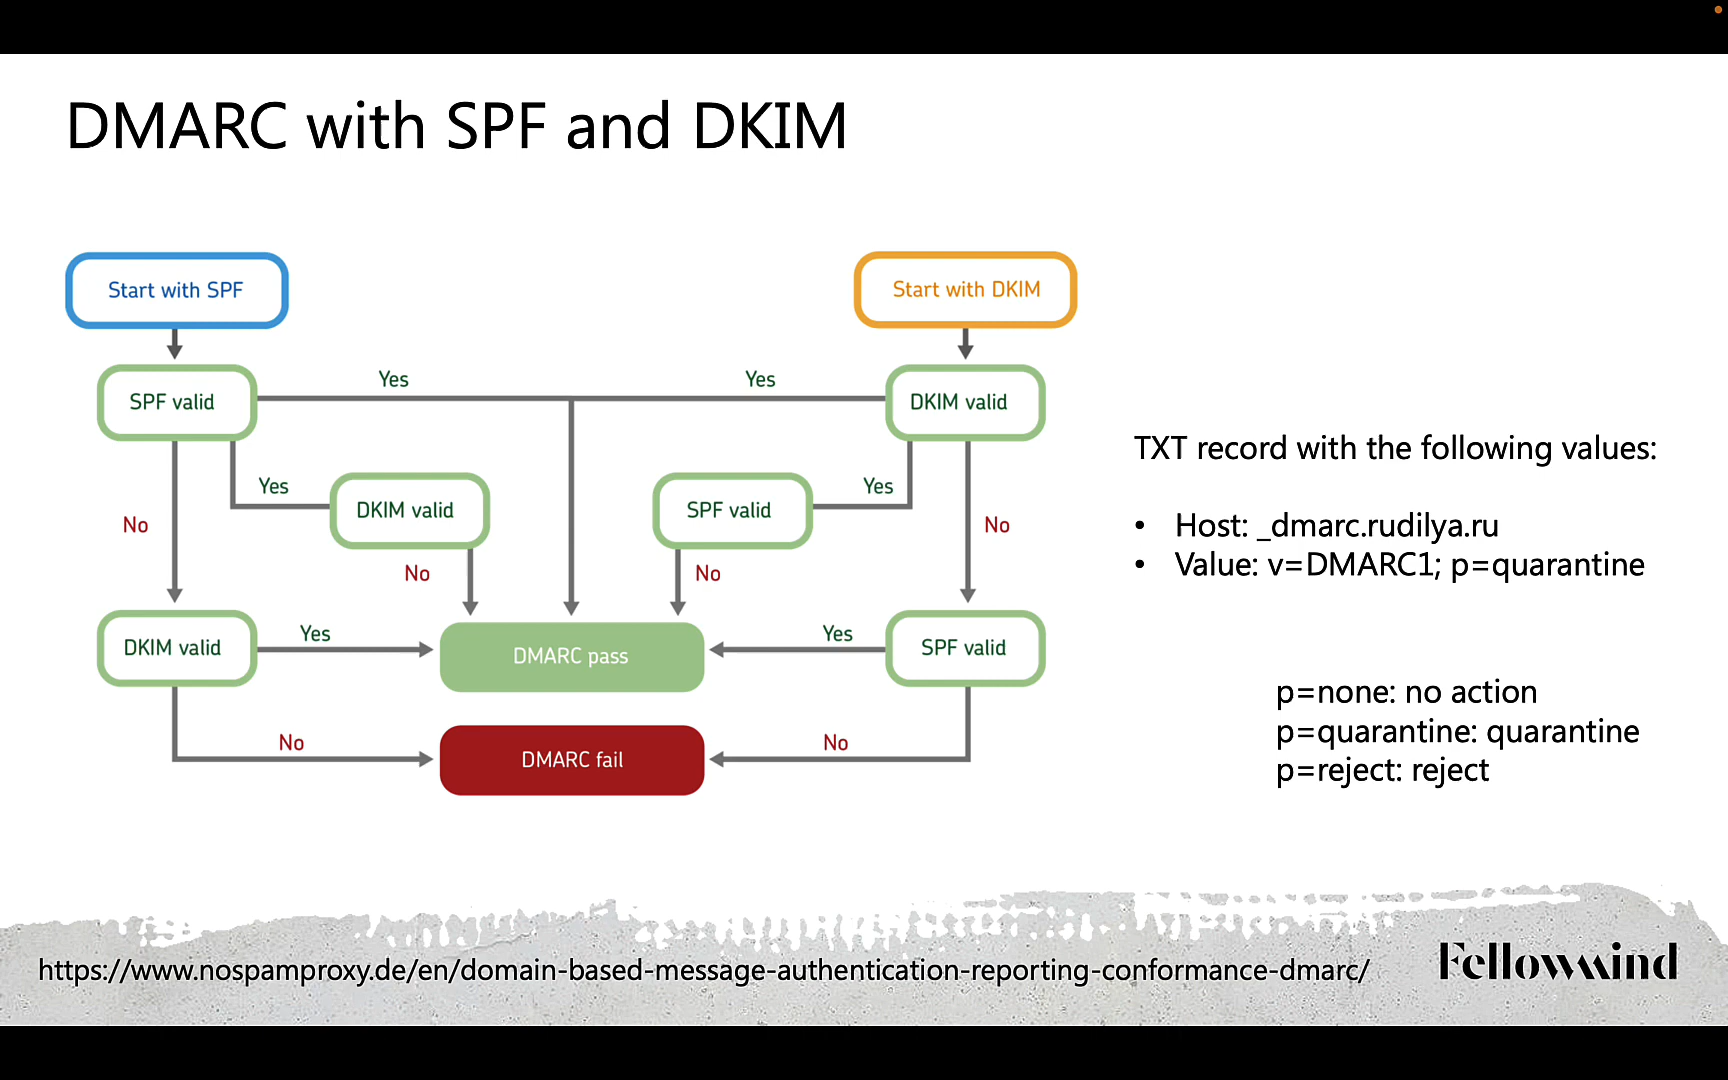 DMARC with SPF and DKIM
Start with SPF
Start with DKIM
SPF valid
Yes
Yes
DKIM valid
Yes
DKIM valid
SPF valid
Yes
No
No
No
No
DKIM valid
Yes
DMARC pass
Yes
SPF valid
No
DMARC fail
No
TXT record with the following values:
• Host: _dmarc.rudilya.ru
• Value: v=DMARC1; p=quarantine
p=none: no action
p=quarantine: quarantine
p=reject: reject
https://www.nospamproxy.de/en/domain-based-message-authentication-reporting-conformance-dmarc/
Fellowmind